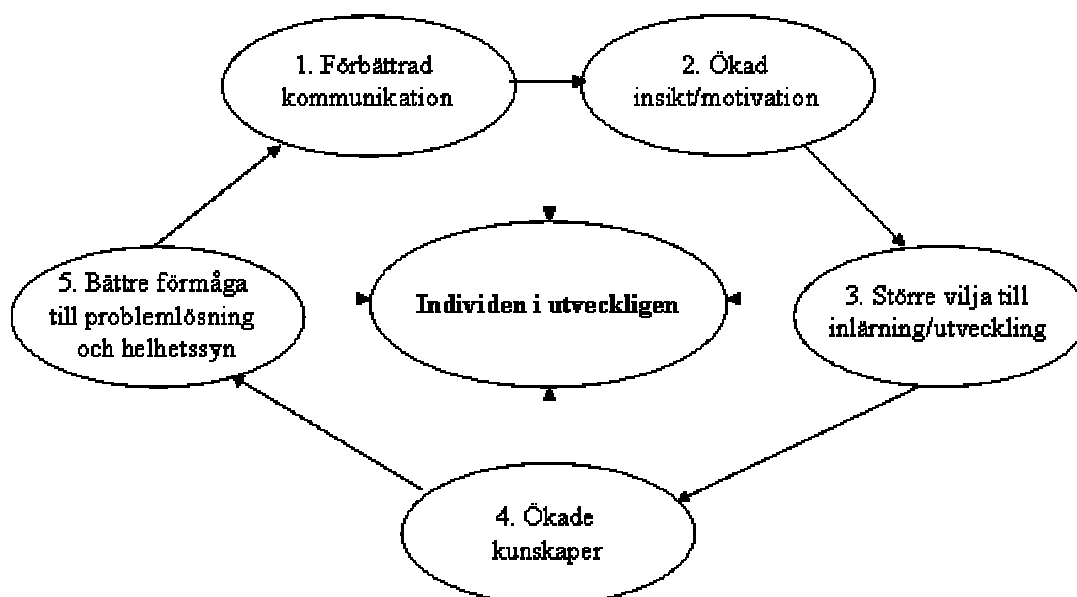 1. Förbättrad
kommunikation
2. Ökad
insikt/motivation
3. Större vilja till
inlärning/utveckling
4. Ökade
kunskaper
5. Bättre förmåga
till problemlösning
och helhetssyn
Individen i utveckligen